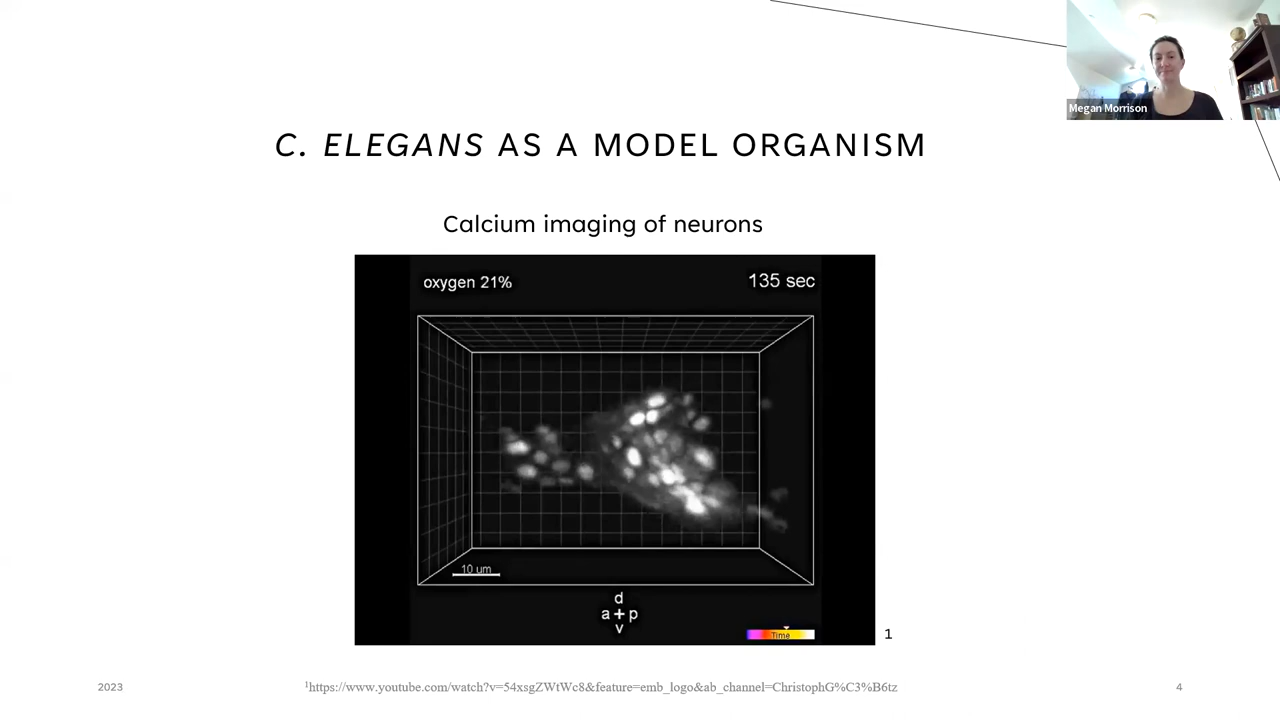 Megan Morrison
C. ELEGANS AS A MODEL ORGANISM
Calcium imaging of neurons
oxygen 21%
135 sec
10 um
d
a + p
v
Time
1
2023
¹https://www.youtube.com/watch?v=54xsgZWtWc8&feature=emb_logo&ab_channel=ChristophG%C3%B6tz
4